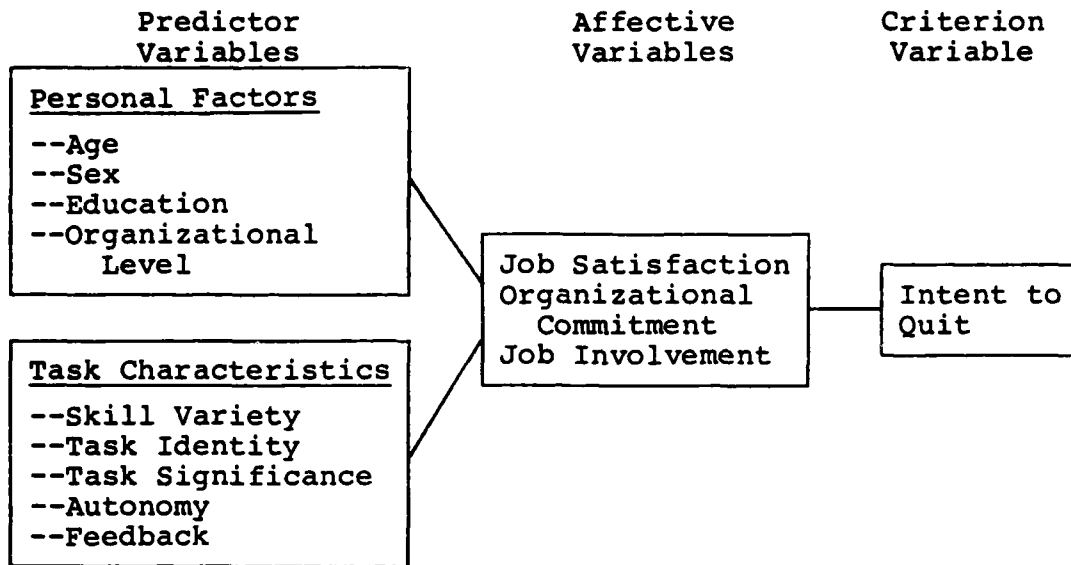 Predictor
Variables
Affective
Variables
Criterion
Variable
Personal Factors
--Age
--Sex
--Education
--Organizational
Level
Task Characteristics
--Skill Variety
--Task Identity
--Task Significance
--Autonomy
--Feedback
Job Satisfaction
Organizational
Commitment
Job Involvement
Intent to
Quit